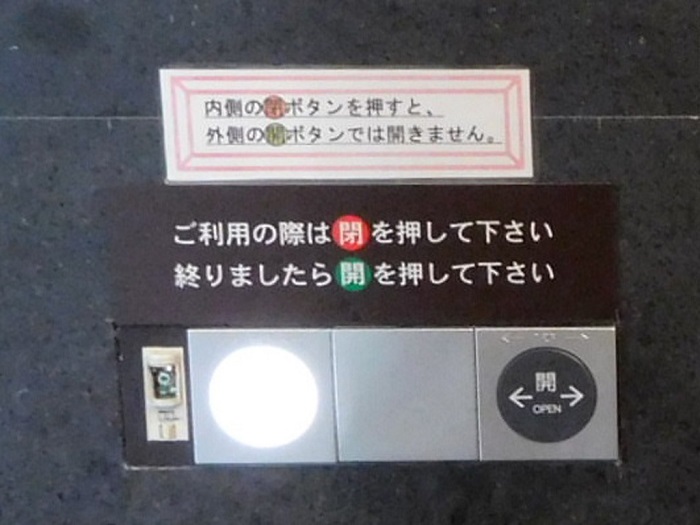 内側の閉ボタンを押すと、
外側の開ボタンでは開きません。
ご利用の際は閉を押して下さい
終りましたら開を押して下さい
開
OPEN